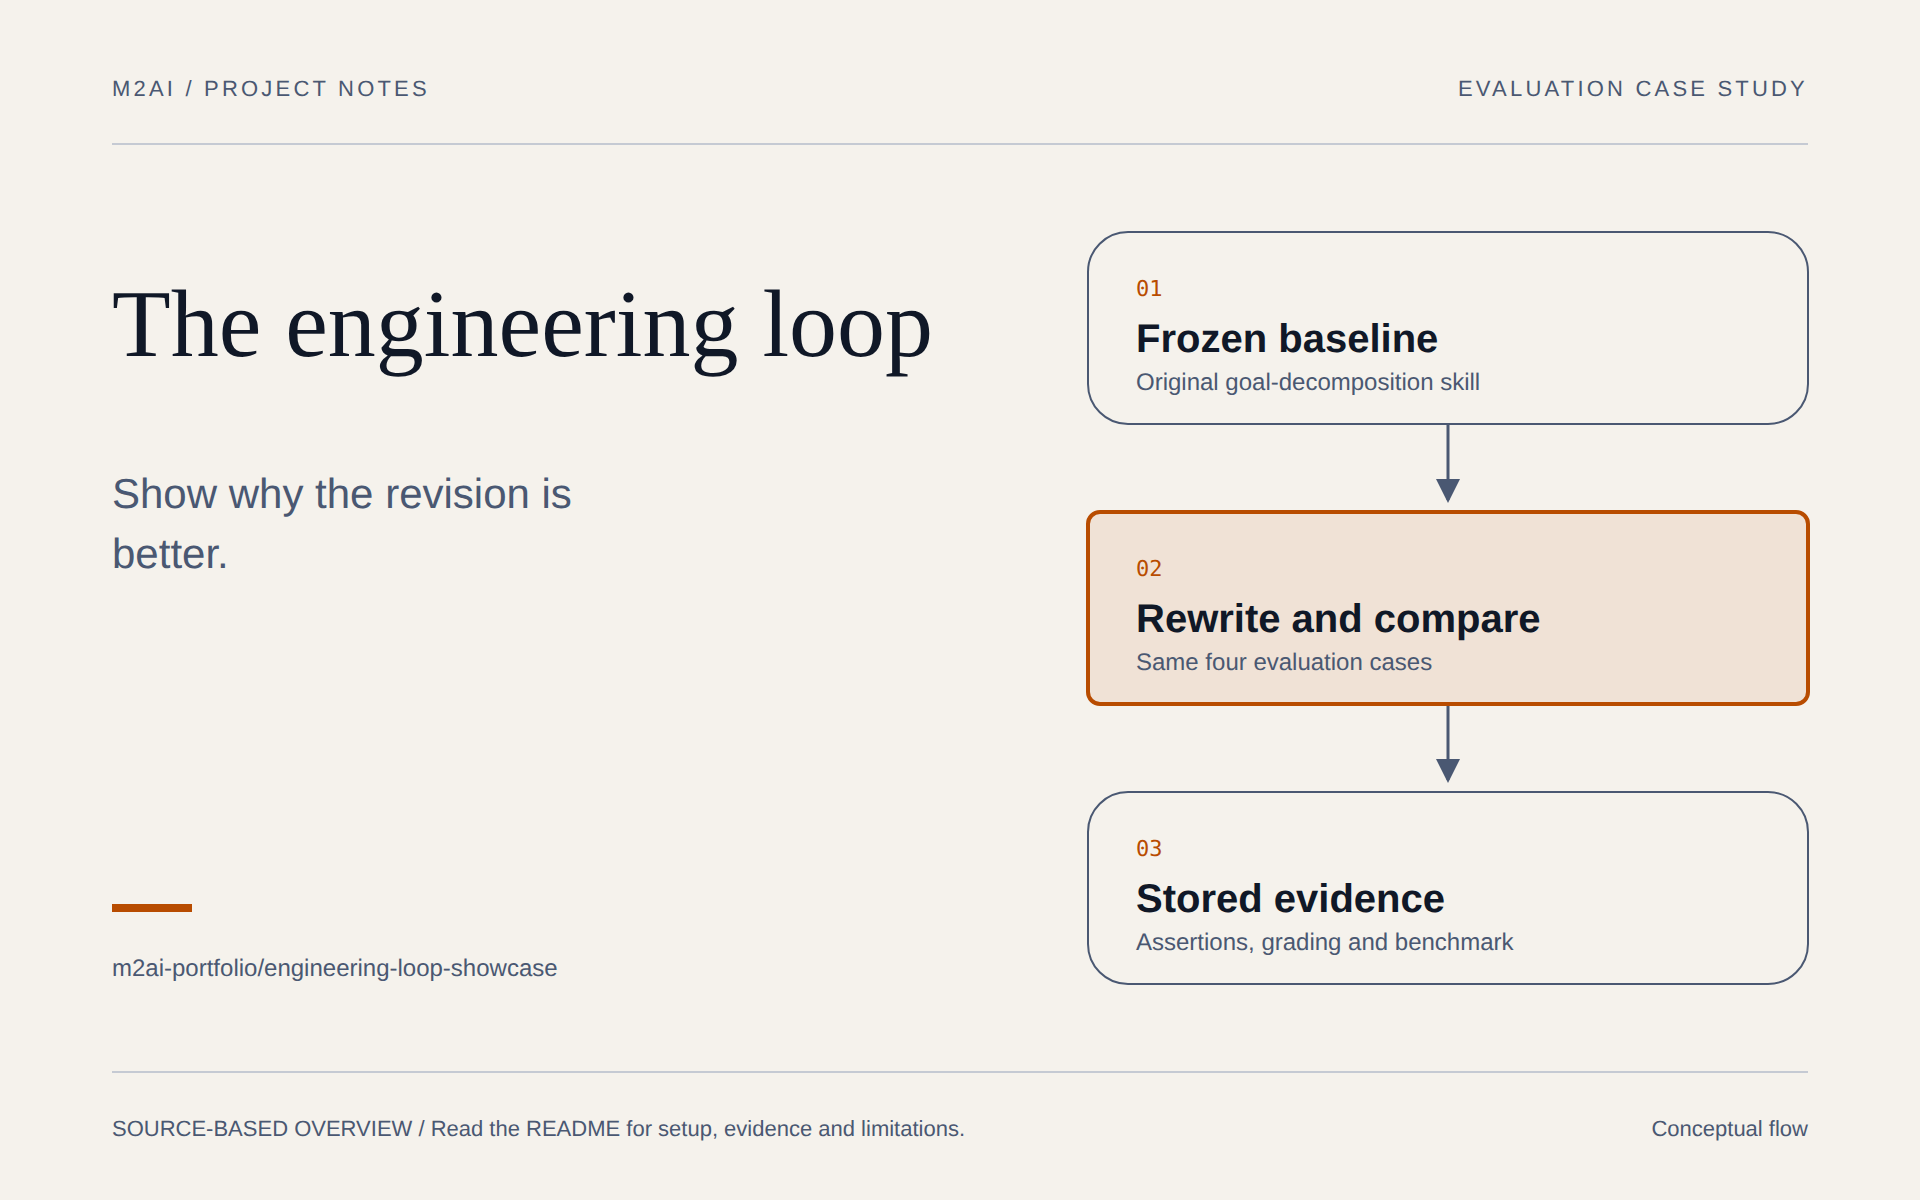 M2AI / PROJECT NOTES
EVALUATION CASE STUDY
The engineering loop
Show why the revision is
better.
m2ai-portfolio/engineering-loop-showcase
01
Frozen baseline
Original goal-decomposition skill
02
Rewrite and compare
Same four evaluation cases
03
Stored evidence
Assertions, grading and benchmark
SOURCE-BASED OVERVIEW / Read the README for setup, evidence and limitations.
Conceptual flow